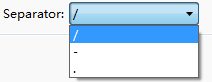 Separator: /
/
-
.